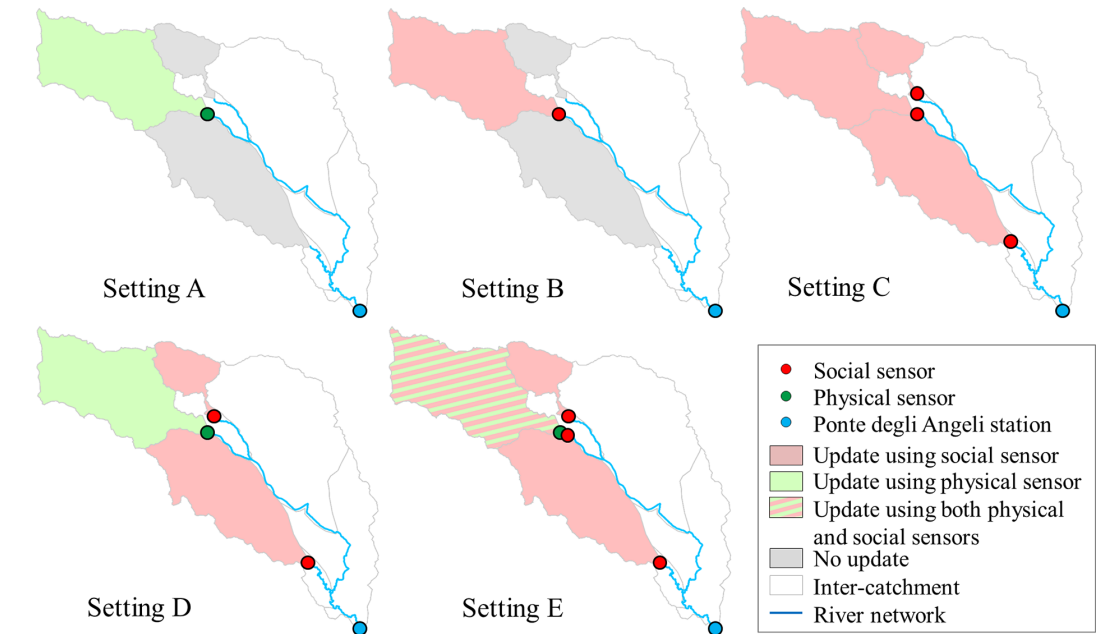 Setting A
Setting B
Setting C
Setting D
Setting E
Social sensor
Physical sensor
Ponte degli Angeli station
Update using social sensor
Update using physical sensor
Update using both physical
and social sensors
No update
Inter-catchment
River network